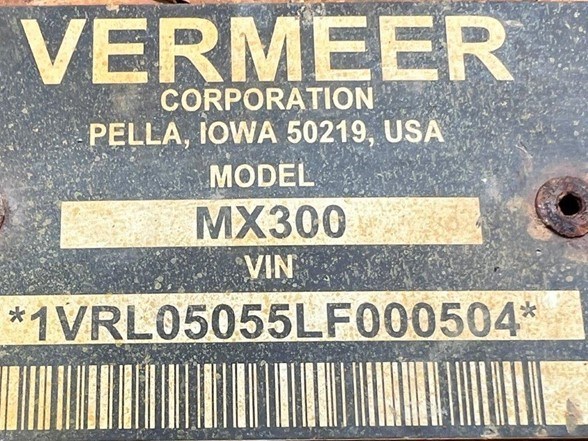 VERMEER
CORPORATION
PELLA, IOWA 50219, USA
MODEL
MX300
VIN
*1VRL05055LF000504*